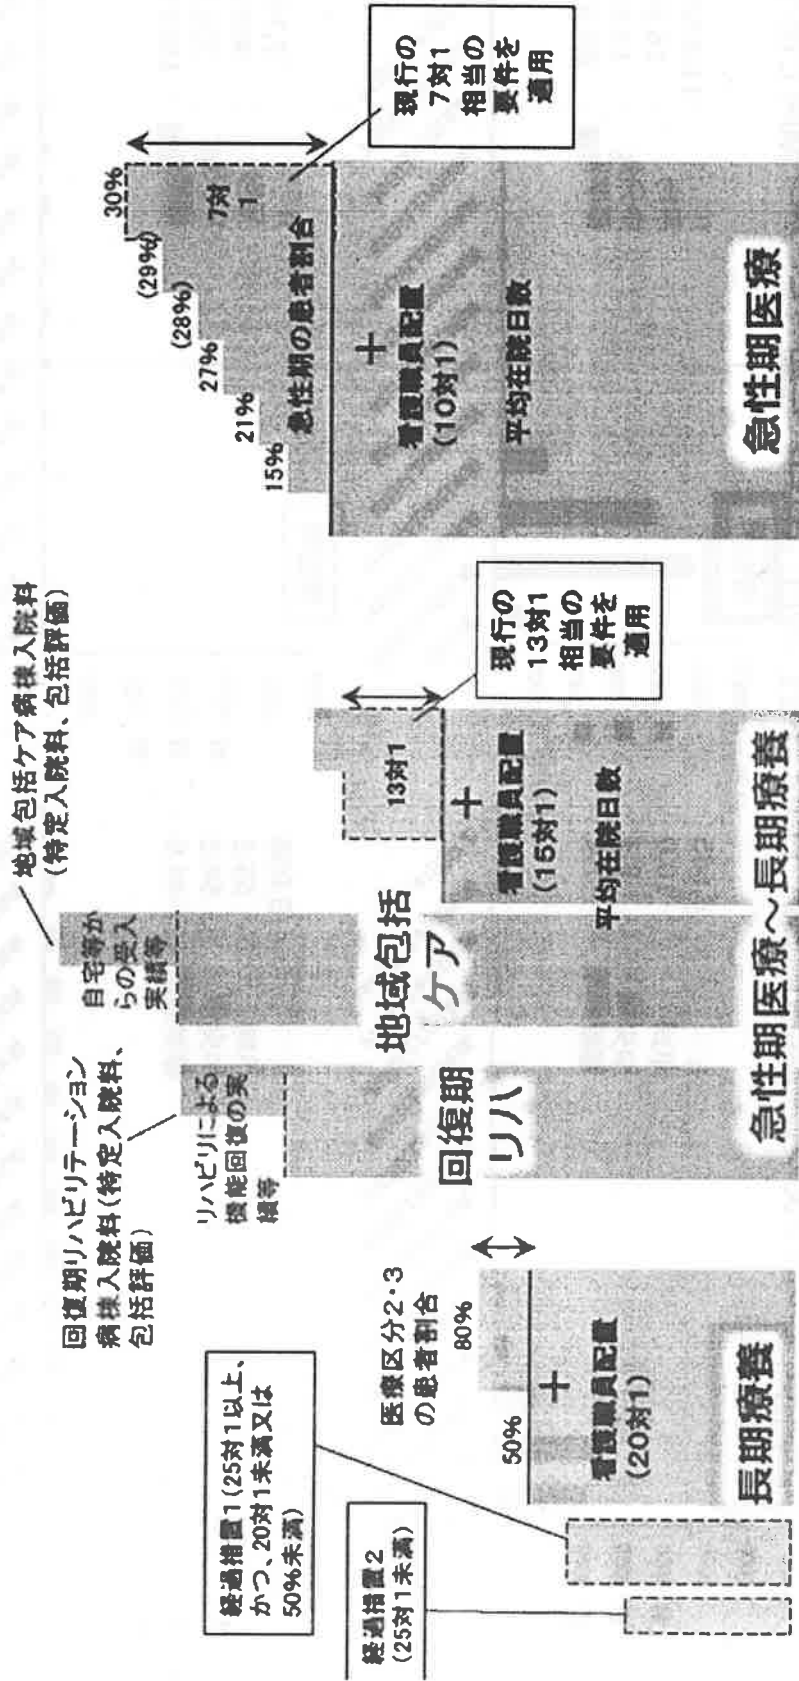 経過措置2
(25対1未満)
経過措置1(25対1以上、
かつ、20対1未満又は
50%未満)
医療区分2・3
の患者割合
50%
80%
＋
看護職員配置
(20対1)
長期療養
回復期リハビリテーション
病棟入院料(特定入院料、
包括評価)
リハビリによる
機能回復の実
績等
回復期
リハ
地域包括ケア病棟入院料
(特定入院料、包括評価)
自宅等か
らの受入
実績等
地域包括
ケア
13対1
現行の
13対1
相当の
要件を
適用
＋
看護職員配置
(15対1)
平均在院日数
急性期医療～長期療養
15%
21%
27%
(28%)
(29%)
30%
7対
1
急性期の患者割合
現行の
7対1
相当の
要件を
適用
＋
看護職員配置
(10対1)
平均在院日数
急性期医療